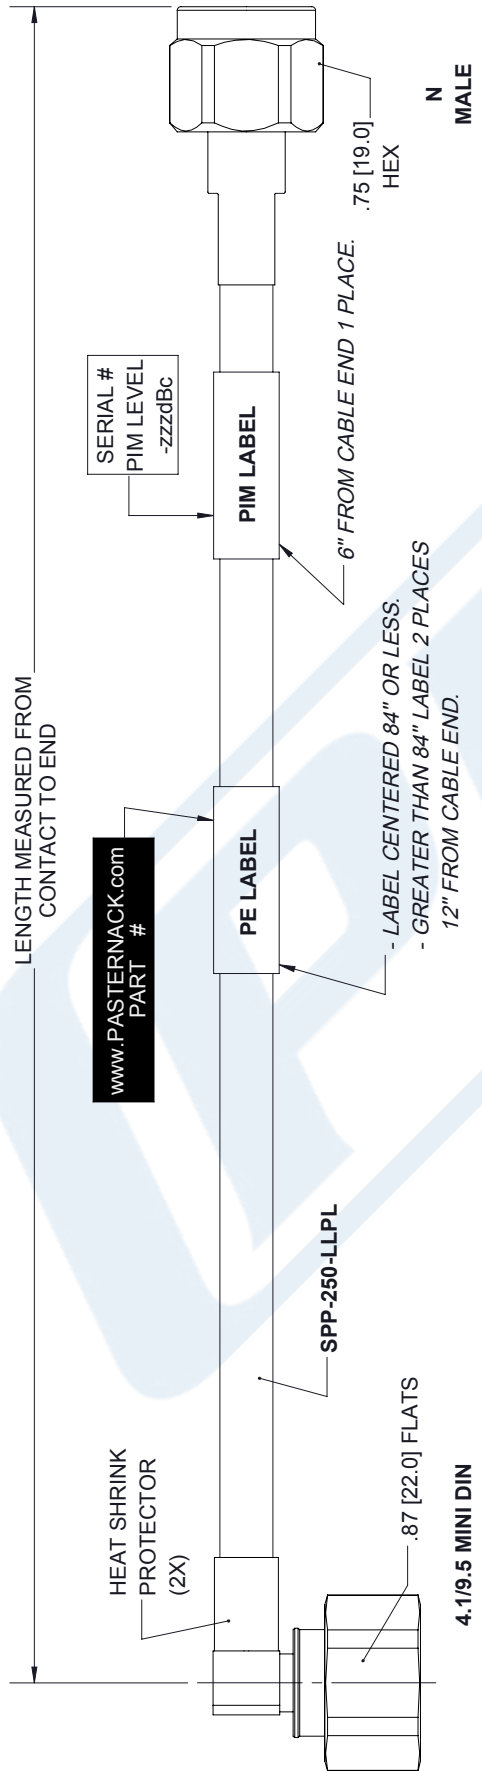 LENGTH MEASURED FROM
CONTACT TO END
HEAT SHRINK
PROTECTOR
(2X)
www.PASTERNACK.com
PART #
SERIAL #
PIM LEVEL
-zzzdBc
PE LABEL
PIM LABEL
SPP-250-LLPL
- LABEL CENTERED 84" OR LESS.
- GREATER THAN 84" LABEL 2 PLACES
12" FROM CABLE END.
6" FROM CABLE END 1 PLACE.
.75 [19.0]
HEX
.87 [22.0] FLATS
4.1/9.5 MINI DIN
N
MALE